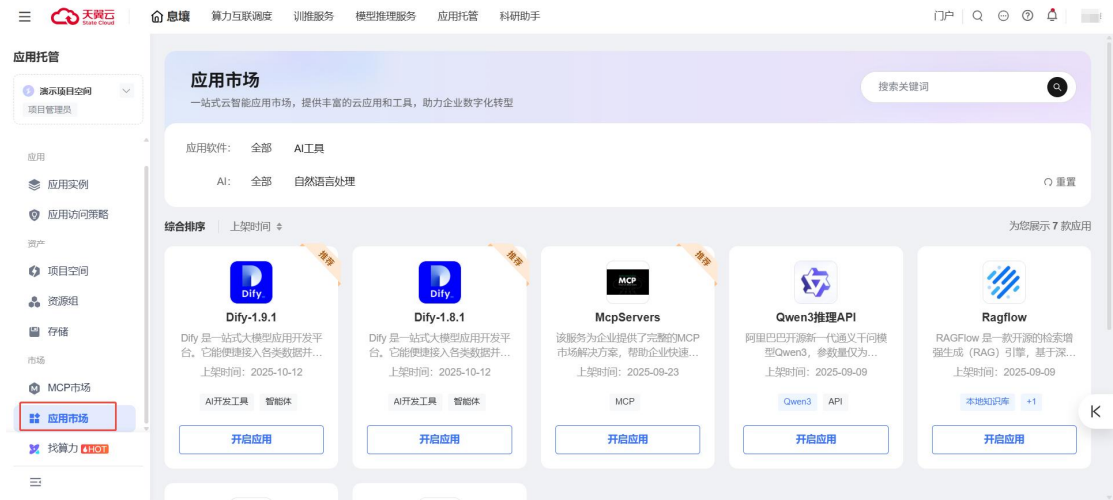 天翼云
State Cloud
息壤 算力互联调度 训推服务 模型推理服务 应用托管 科研助手 门户
应用托管
演示项目空间
项目管理员
应用
应用实例
应用访问策略
资产
项目空间
资源组
存储
市场
MCP市场
应用市场
找算力 HOT
应用市场
一站式云智能应用市场，提供丰富的云应用和工具，助力企业数字化转型
搜索关键词
应用软件： 全部 AI工具
AI： 全部 自然语言处理
重置
综合排序 上架时间
为您展示 7 款应用
推荐
Dify
Dify-1.9.1
Dify 是一站式大模型应用开发平
台。它能便捷接入各类数据并...
上架时间：2025-10-12
AI开发工具 智能体
开启应用
推荐
Dify
Dify-1.8.1
Dify 是一站式大模型应用开发平
台。它能便捷接入各类数据并...
上架时间：2025-10-12
AI开发工具 智能体
开启应用
推荐
MCP
McpServers
该服务为企业提供了完整的MCP
市场解决方案，帮助企业快速...
上架时间：2025-09-23
MCP
开启应用
Qwen3推理API
阿里巴巴开源新一代通义千问模
型Qwen3，参数量仅为...
上架时间：2025-09-09
Qwen3 API
开启应用
Ragflow
RAGFlow 是一款开源的检索增
强生成（RAG）引擎，基于深...
上架时间：2025-09-09
本地知识库 +1
开启应用